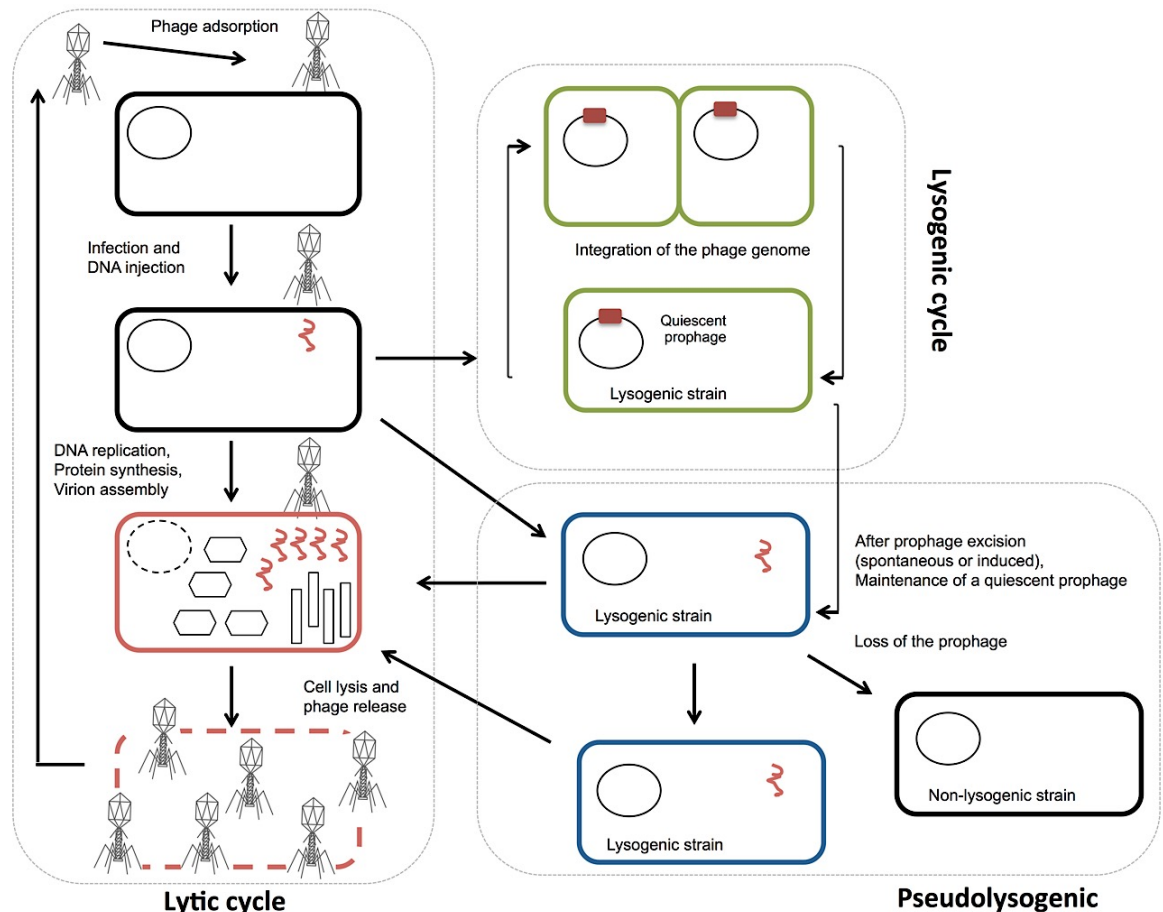 Phage adsorption
Infection and
DNA injection
DNA replication,
Protein synthesis,
Virion assembly
Cell lysis and
phage release
Lytic cycle
Integration of the phage genome
Quiescent
prophage
Lysogenic strain
Lysogenic cycle
Lysogenic strain
After prophage excision
(spontaneous or induced),
Maintenance of a quiescent prophage
Loss of the prophage
Lysogenic strain
Non-lysogenic strain
Pseudolysogenic